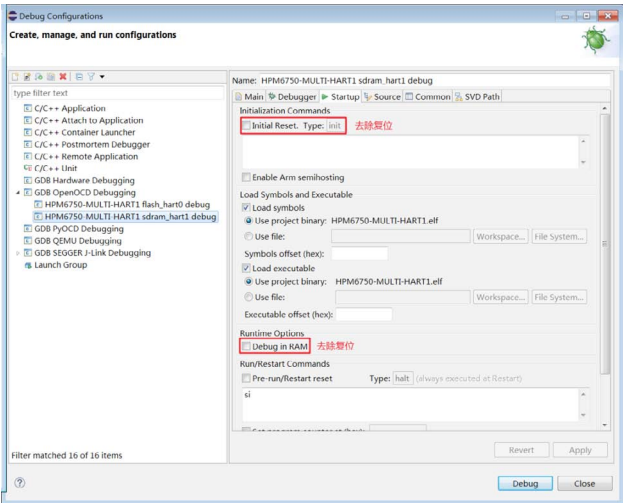 Debug Configurations
Create, manage, and run configurations
type filter text
C/C++ Application
C/C++ Attach to Application
C/C++ Container Launcher
C/C++ Postmortem Debugger
C/C++ Remote Application
C/C++ Unit
GDB Hardware Debugging
GDB OpenOCD Debugging
HPM6750-MULTI-HART1 flash_hart0 debug
HPM6750-MULTI-HART1 sdram_hart1 debug
GDB PyOCD Debugging
GDB QEMU Debugging
GDB SEGGER J-Link Debugging
Launch Group
Filter matched 16 of 16 items
Name: HPM6750-MULTI-HART1 sdram_hart1 debug
Main Debugger Startup Source Common SVD Path
Initialization Commands
Initial Reset. Type: init 去除复位
Enable Arm semihosting
Load Symbols and Executable
Load symbols
Use project binary: HPM6750-MULTI-HART1.elf
Use file: Workspace... File System...
Symbols offset (hex):
Load executable
Use project binary: HPM6750-MULTI-HART1.elf
Use file: Workspace... File System...
Executable offset (hex):
Runtime Options
Debug in RAM 去除复位
Run/Restart Commands
Pre-run/Restart reset Type: halt (always executed at Restart)
si
Revert Apply
Debug Close